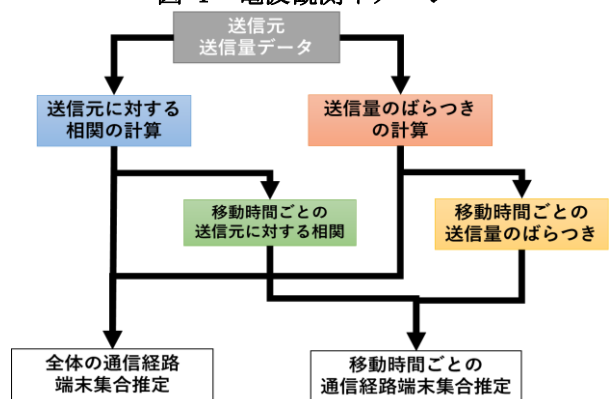 送信元
送信量データ
送信元に対する
相関の計算
送信量のばらつき
の計算
移動時間ごとの
送信元に対する相関
移動時間ごとの
送信量のばらつき
全体の通信経路
端末集合推定
移動時間ごとの
通信経路端末集合推定